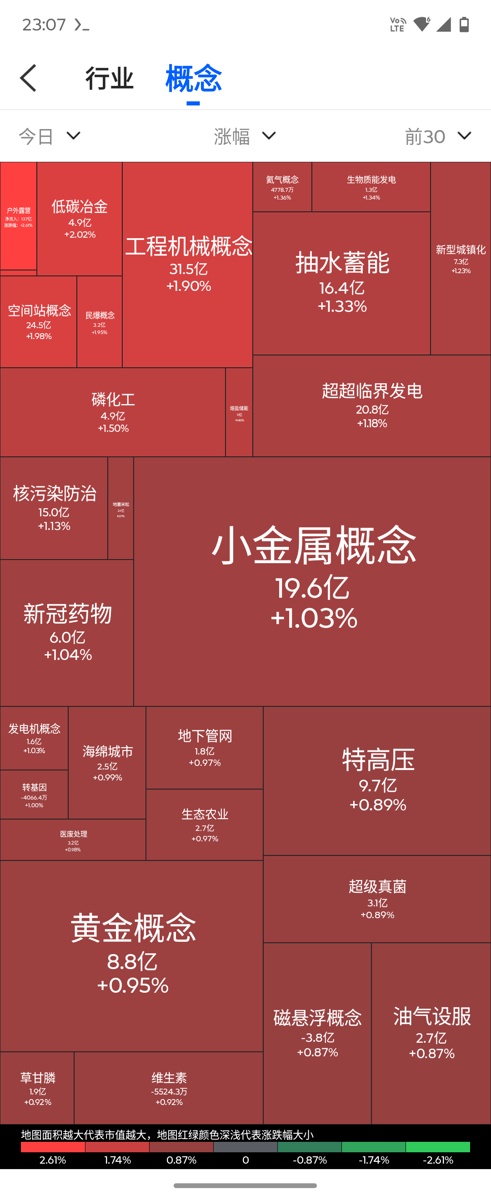 23:07
VoLTE
6
行业 概念
今日 涨幅 前30
户外露营
低碳冶金
4.9亿
+2.02%
工程机械概念
31.5亿
+1.90%
氦气概念
4778.7万
+1.36%
生物质能发电
1.3亿
+1.34%
抽水蓄能
16.4亿
+1.33%
新型城镇化
7.3亿
+1.23%
空间站概念
24.5亿
+1.98%
民爆概念
3.2亿
+1.93%
磷化工
4.9亿
+1.50%
超超临界发电
20.8亿
+1.18%
核污染防治
15.0亿
+1.13%
小金属概念
19.6亿
+1.03%
新冠药物
6.0亿
+1.04%
发电机概念
1.6亿
+1.03%
海绵城市
2.5亿
+0.99%
地下管网
1.8亿
+0.97%
特高压
9.7亿
+0.89%
转基因
-4066.4万
+1.00%
生态农业
2.7亿
+0.97%
医废处理
3.2亿
+0.98%
超级真菌
3.1亿
+0.89%
黄金概念
8.8亿
+0.95%
磁悬浮概念
-3.8亿
+0.87%
油气设服
2.7亿
+0.87%
草甘膦
1.9亿
+0.92%
维生素
-5524.3万
+0.92%
地图面积越大代表市值越大，地图红绿颜色深浅代表涨跌幅大小
2.61% 1.74% 0.87% 0 -0.87% -1.74% -2.61%